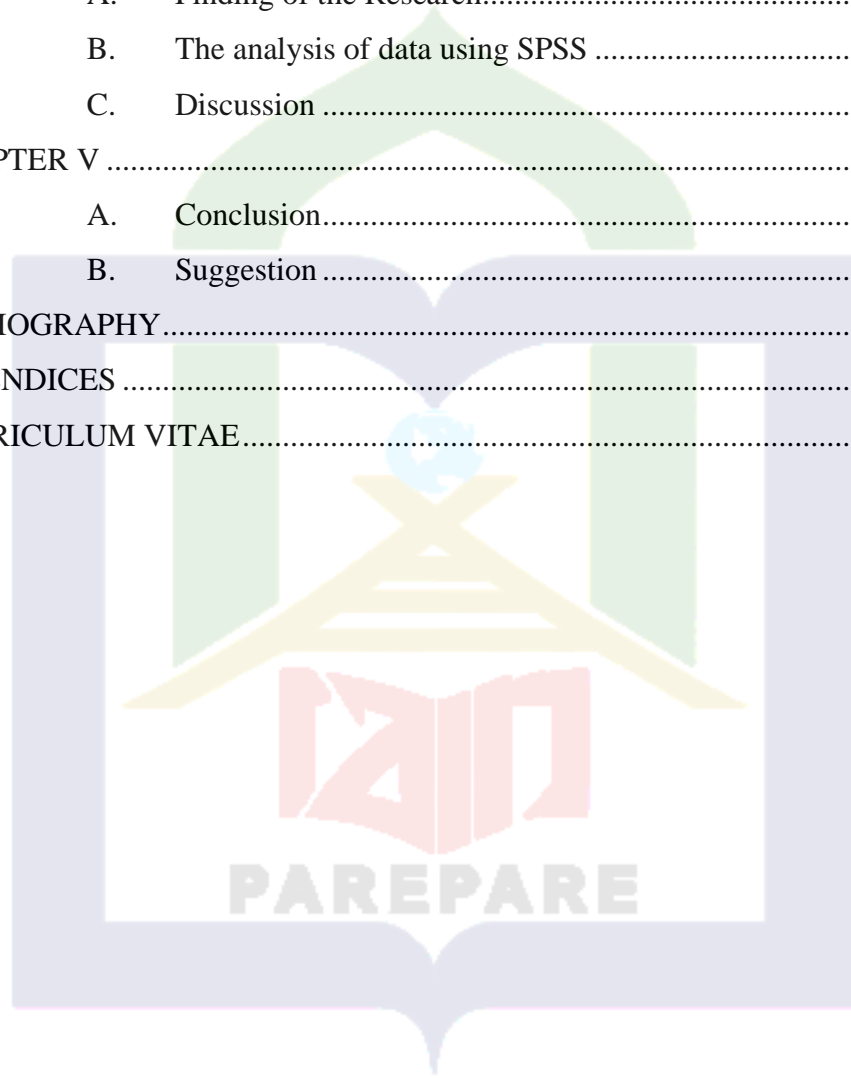 A. Finding of the Research..........................................
B. The analysis of data using SPSS ................................
C. Discussion ...................................................................
PTER V ..............................................................................................
A. Conclusion...................................................................
B. Suggestion ...................................................................
IOGRAPHY.......................................................................................
NDICES ............................................................................................
RICULUM VITAE.............................................................................
PAREPARE